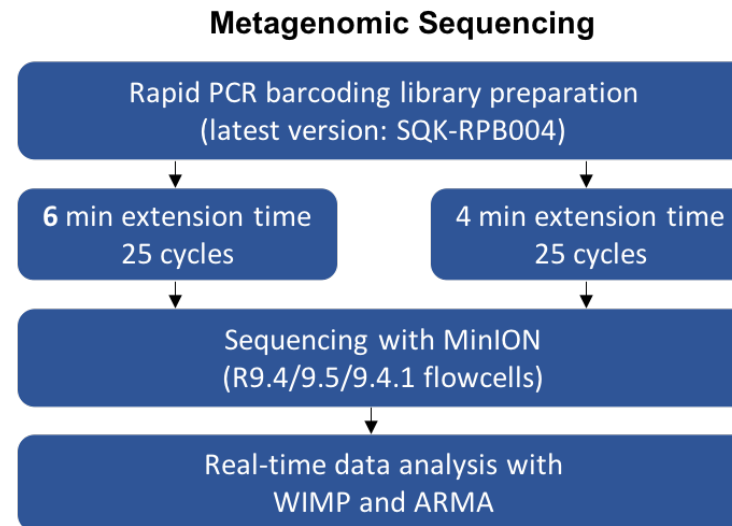 Metagenomic Sequencing
Rapid PCR barcoding library preparation
(latest version: SQK-RPB004)
6 min extension time
25 cycles
4 min extension time
25 cycles
Sequencing with MinION
(R9.4/9.5/9.4.1 flowcells)
Real-time data analysis with
WIMP and ARMA